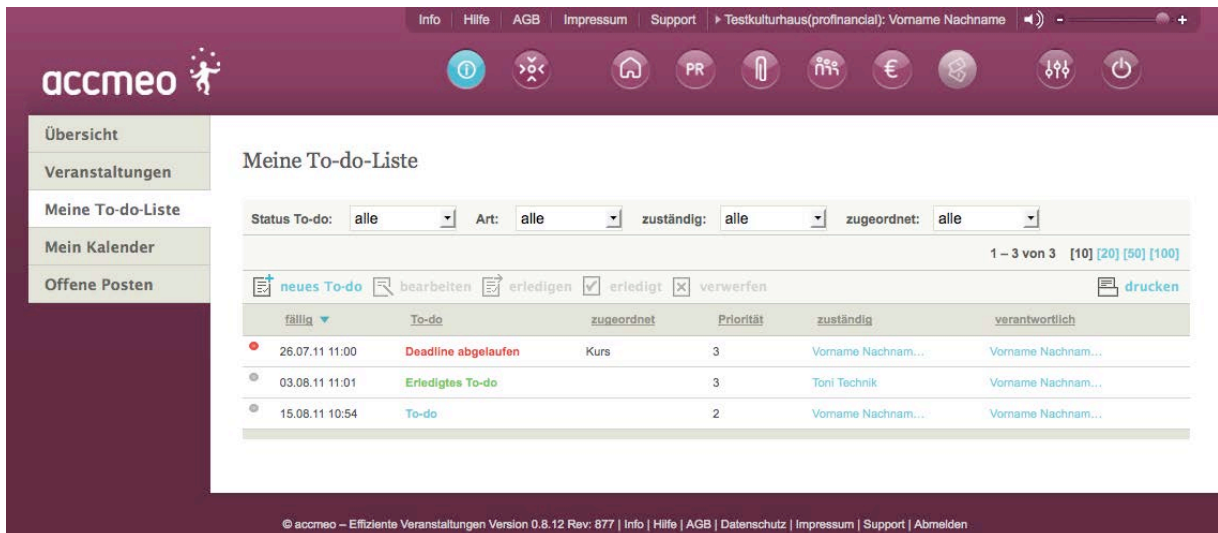 Info | Hilfe | AGB | Impressum | Support | Testkulturhaus(profinancial): Vorname Nachname - +
accmeo PR €
Übersicht
Veranstaltungen
Meine To-do-Liste
Mein Kalender
Offene Posten
Meine To-do-Liste
Status To-do: alle Art: alle zuständig: alle zugeordnet: alle
1 – 3 von 3 [10] [20] [50] [100]
neues To-do bearbeiten erledigen erledigt verwerfen drucken
fällig To-do zugeordnet Priorität zuständig verantwortlich
26.07.11 11:00 Deadline abgelaufen Kurs 3 Vorname Nachnam... Vorname Nachnam...
03.08.11 11:01 Erledigtes To-do 3 Toni Technik Vorname Nachnam...
15.08.11 10:54 To-do 2 Vorname Nachnam... Vorname Nachnam...
© accmeo – Effiziente Veranstaltungen Version 0.8.12 Rev: 877 | Info | Hilfe | AGB | Datenschutz | Impressum | Support | Abmelden